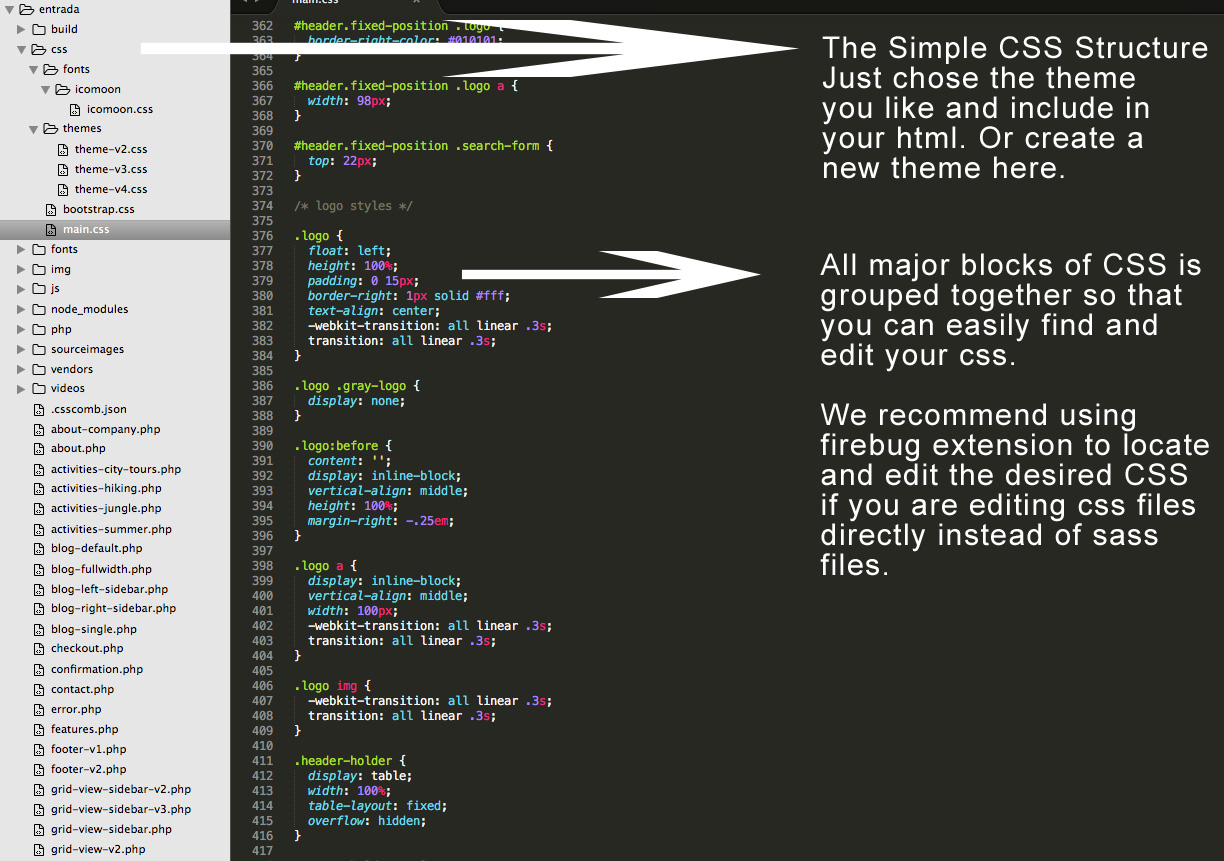 entrada
build
css
fonts
icomoon
icomoon.css
themes
theme-v2.css
theme-v3.css
theme-v4.css
bootstrap.css
main.css
fonts
img
js
node_modules
php
sourceimages
vendors
videos
.csscomb.json
about-company.php
about.php
activities-city-tours.php
activities-hiking.php
activities-jungle.php
activities-summer.php
blog-default.php
blog-fullwidth.php
blog-left-sidebar.php
blog-right-sidebar.php
blog-single.php
checkout.php
confirmation.php
contact.php
error.php
features.php
footer-v1.php
footer-v2.php
grid-view-sidebar-v2.php
grid-view-sidebar-v3.php
grid-view-sidebar.php
grid-view-v2.php
main.css
362 #header.fixed-position .logo {
363 border-right-color: #010101;
364 }
365
366 #header.fixed-position .logo a {
367 width: 98px;
368 }
369
370 #header.fixed-position .search-form {
371 top: 22px;
372 }
373
374 /* logo styles */
375
376 .logo {
377 float: left;
378 height: 100%;
379 padding: 0 15px;
380 border-right: 1px solid #fff;
381 text-align: center;
382 -webkit-transition: all linear .3s;
383 transition: all linear .3s;
384 }
385
386 .logo .gray-logo {
387 display: none;
388 }
389
390 .logo:before {
391 content: '';
392 display: inline-block;
393 vertical-align: middle;
394 height: 100%;
395 margin-right: -.25em;
396 }
397
398 .logo a {
399 display: inline-block;
400 vertical-align: middle;
401 width: 100px;
402 -webkit-transition: all linear .3s;
403 transition: all linear .3s;
404 }
405
406 .logo img {
407 -webkit-transition: all linear .3s;
408 transition: all linear .3s;
409 }
410
411 .header-holder {
412 display: table;
413 width: 100%;
414 table-layout: fixed;
415 overflow: hidden;
416 }
417
The Simple CSS Structure
Just chose the theme
you like and include in
your html. Or create a
new theme here.
All major blocks of CSS is
grouped together so that
you can easily find and
edit your css.
We recommend using
firebug extension to locate
and edit the desired CSS
if you are editing css files
directly instead of sass
files.